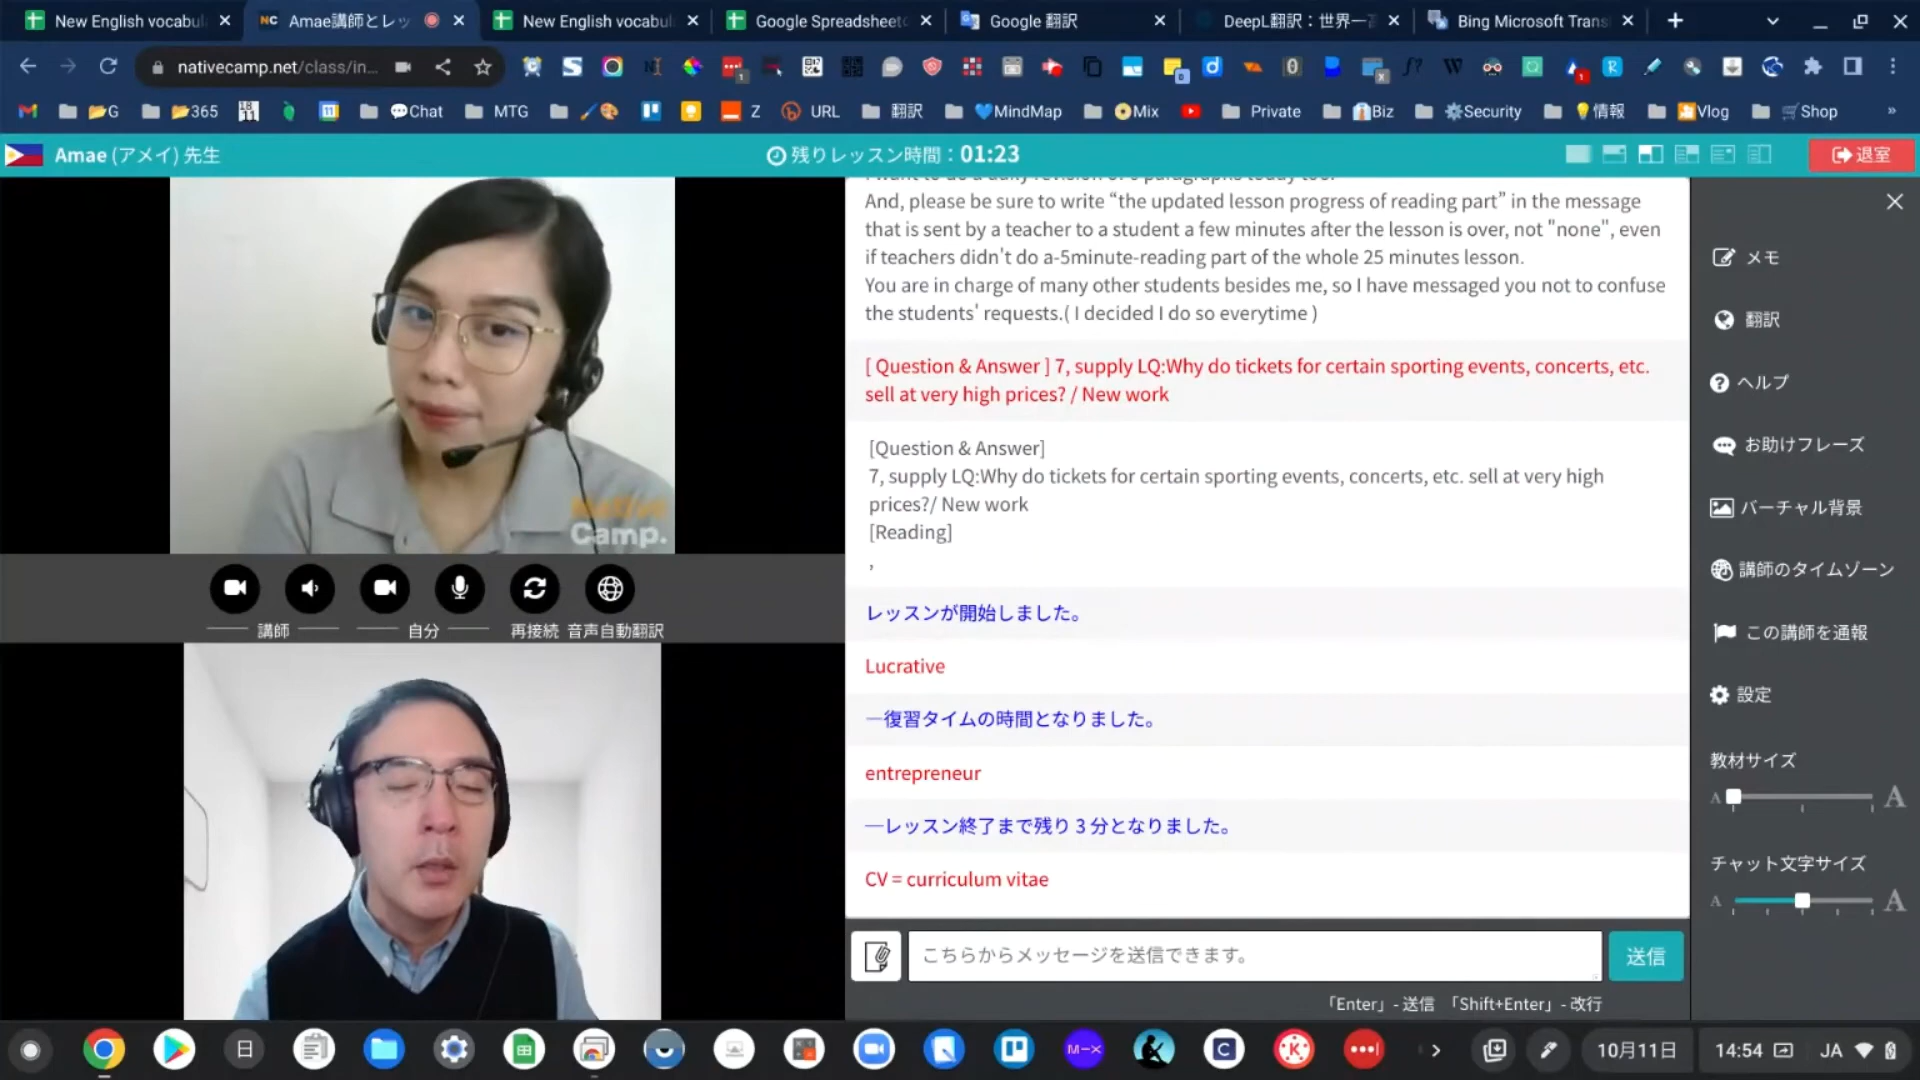 New English vocabul
Amae講師とレッ
New English vocabul
Google Spreadsheet
Google 翻訳
DeepL翻訳：世界一
Bing Microsoft Trans
nativecamp.net/class/in...
G
365
Chat
MTG
Z
URL
翻訳
MindMap
Mix
Private
Biz
Security
情報
Vlog
Shop
Amae (アメイ) 先生
残りレッスン時間：01:23
退室
And, please be sure to write “the updated lesson progress of reading part” in the message
that is sent by a teacher to a student a few minutes after the lesson is over, not "none", even
if teachers didn't do a-5minute-reading part of the whole 25 minutes lesson.
You are in charge of many other students besides me, so I have messaged you not to confuse
the students' requests.( I decided I do so everytime )
[ Question & Answer ] 7, supply LQ:Why do tickets for certain sporting events, concerts, etc.
sell at very high prices? / New work
[Question & Answer]
7, supply LQ:Why do tickets for certain sporting events, concerts, etc. sell at very high
prices?/ New work
[Reading]
,
レッスンが開始しました。
Lucrative
―復習タイムの時間となりました。
entrepreneur
―レッスン終了まで残り 3 分となりました。
CV = curriculum vitae
こちらからメッセージを送信できます。
送信
「Enter」- 送信 「Shift+Enter」- 改行
Native
Camp.
講師
自分
再接続
音声自動翻訳
メモ
翻訳
ヘルプ
お助けフレーズ
バーチャル背景
講師のタイムゾーン
この講師を通報
設定
教材サイズ
A A
チャット文字サイズ
A A
10月11日
14:54
JA